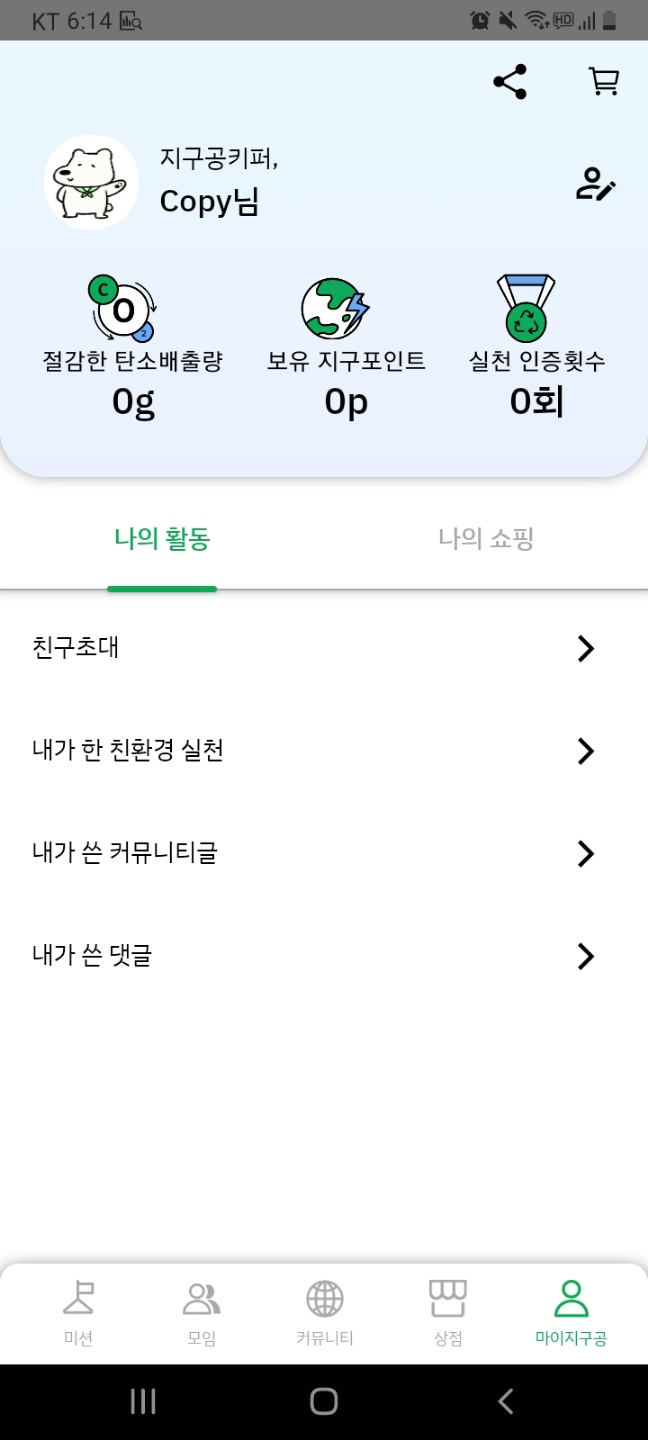 KT 6:14
HD
지구공키퍼,
Copy님
C
O
2
절감한 탄소배출량
보유 지구포인트
실천 인증횟수
0g
0p
0회
나의 활동
나의 쇼핑
친구초대
내가 한 친환경 실천
내가 쓴 커뮤니티글
내가 쓴 댓글
미션
모임
커뮤니티
상점
마이지구공